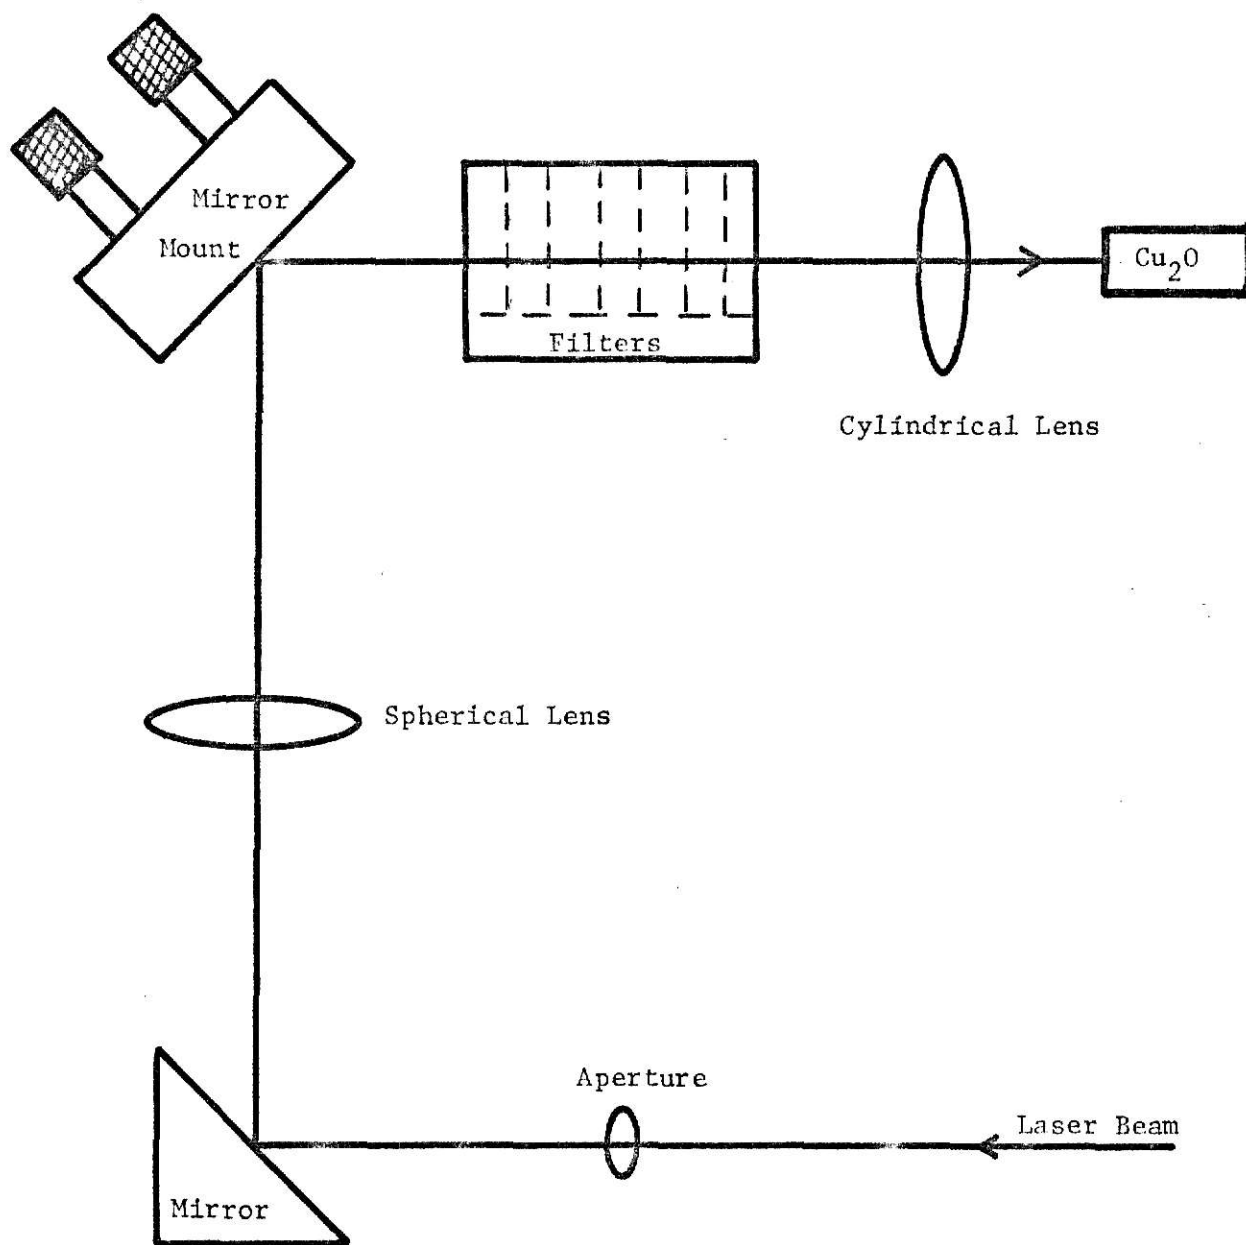 Mirror
Mount
Cu₂O
Filters
Cylindrical Lens
Spherical Lens
Aperture
Laser Beam
Mirror